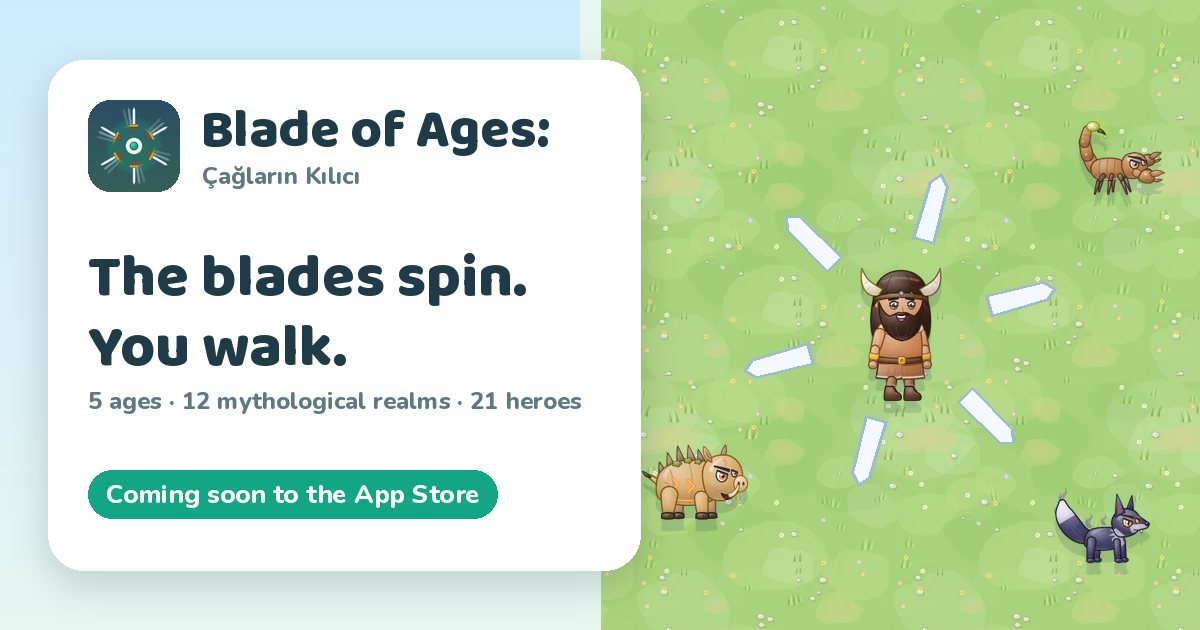 Blade of Ages:
Çağların Kılıcı
The blades spin.
You walk.
5 ages · 12 mythological realms · 21 heroes
Coming soon to the App Store